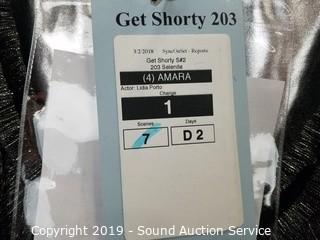 Get Shorty 203
3/2/2018 SyncOnSet - Reports
Get Shorty S#2
203 Selenite
(4) AMARA
Actor: Lidia Porto
Change
1
Scenes Days
7 D 2
Copyright 2019 - Sound Auction Service